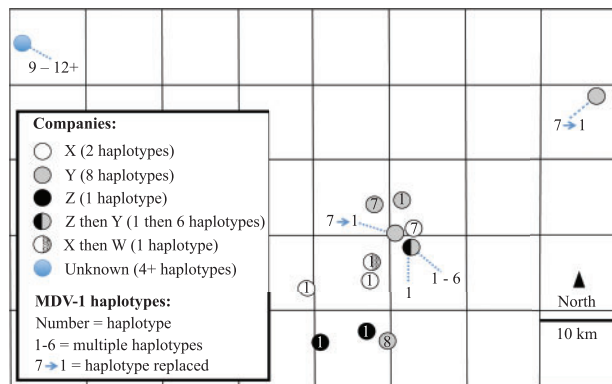 9 – 12+
7→1
Companies:
X (2 haplotypes)
Y (8 haplotypes)
Z (1 haplotype)
Z then Y (1 then 6 haplotypes)
X then W (1 haplotype)
Unknown (4+ haplotypes)
MDV-1 haplotypes:
Number = haplotype
1-6 = multiple haplotypes
7→1 = haplotype replaced
7 1
7→1 7
1 1 - 6
1 1
1
1 1 8
North
10 km